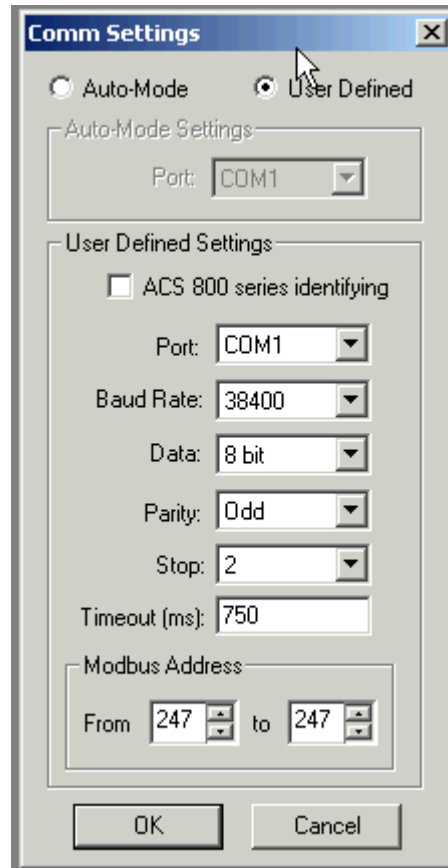 Comm Settings
Auto-Mode User Defined
Auto-Mode Settings
Port: COM1
User Defined Settings
ACS 800 series identifying
Port: COM1
Baud Rate: 38400
Data: 8 bit
Parity: Odd
Stop: 2
Timeout (ms): 750
Modbus Address
From 247 to 247
OK Cancel